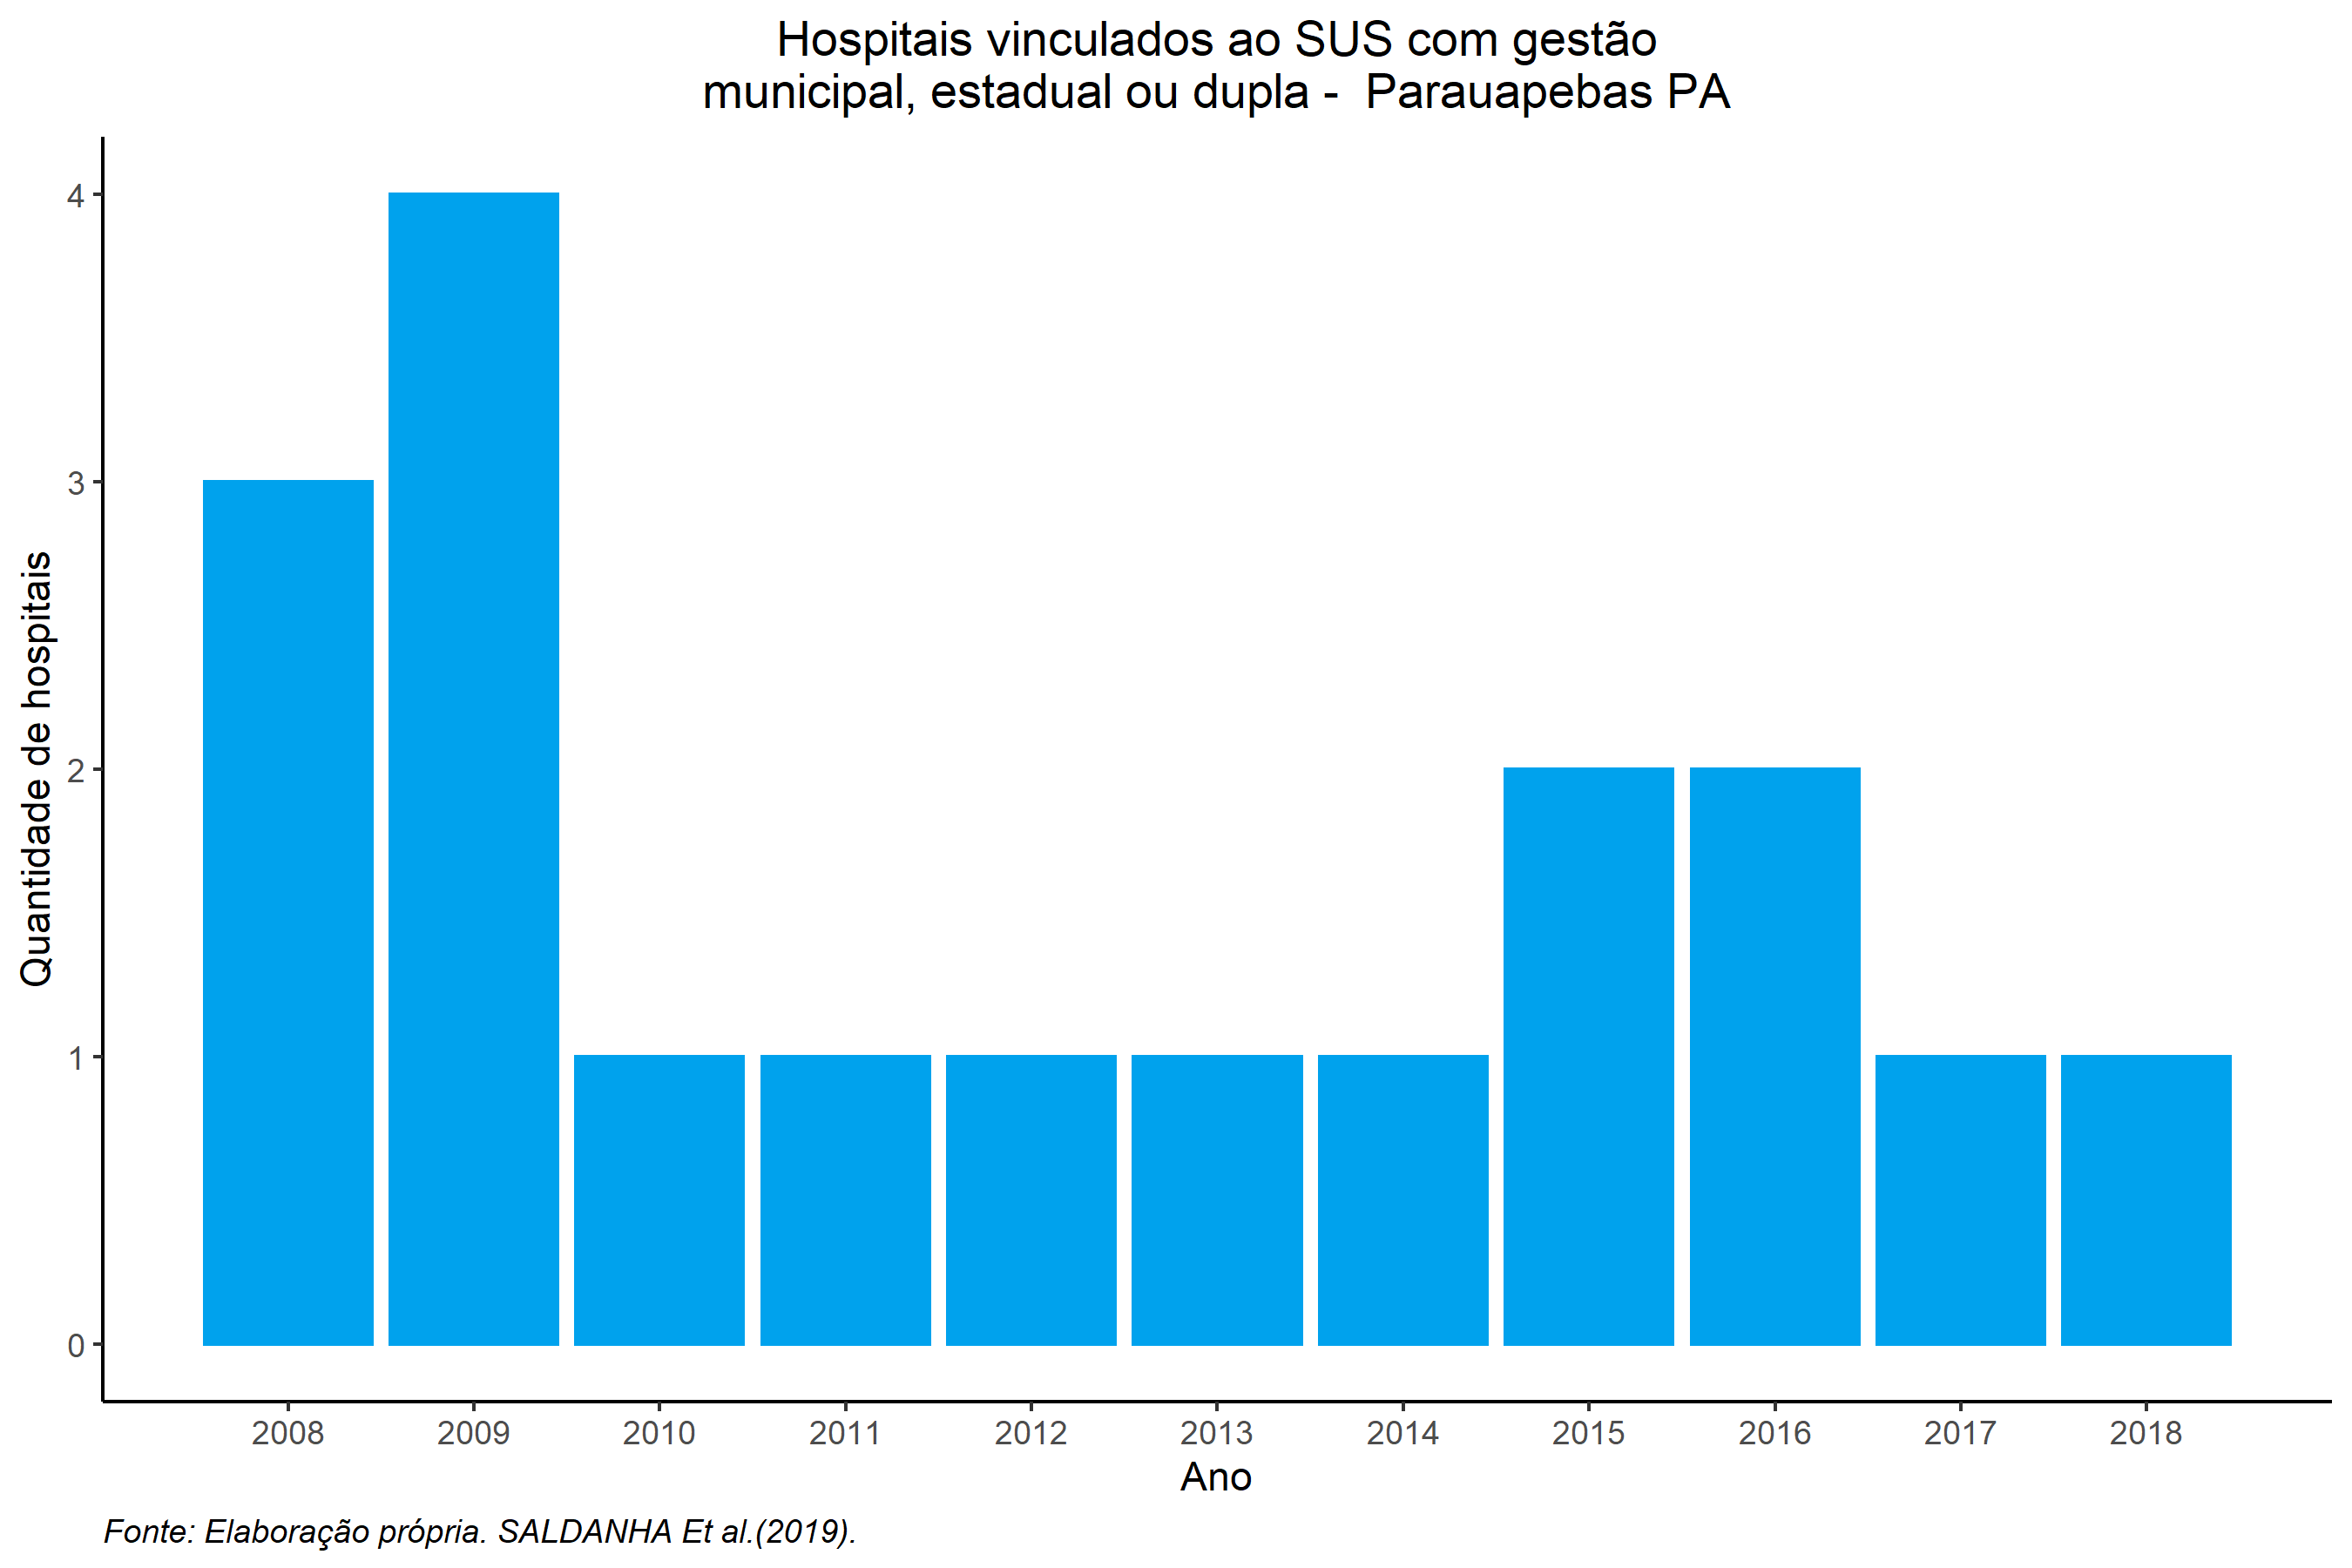 Hospitais vinculados ao SUS com gestão
municipal, estadual ou dupla -  Parauapebas PA
Quantidade de hospitais
4
3
2
1
0
2008 2009 2010 2011 2012 2013 2014 2015 2016 2017 2018
Ano
Fonte: Elaboração própria. SALDANHA Et al.(2019).